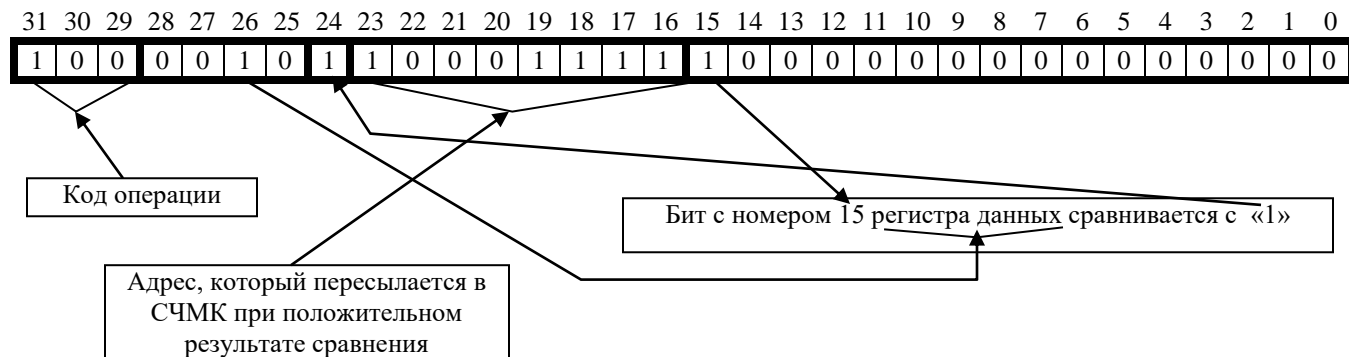 31 30 29 28 27 26 25 24 23 22 21 20 19 18 17 16 15 14 13 12 11 10 9 8 7 6 5 4 3 2 1 0
1 0 0 0 0 1 0 1 1 0 0 0 1 1 1 1 1 0 0 0 0 0 0 0 0 0 0 0 0 0 0 0
Код операции
Бит с номером 15 регистра данных сравнивается с «1»
Адрес, который пересылается в
СЧМК при положительном
результате сравнения